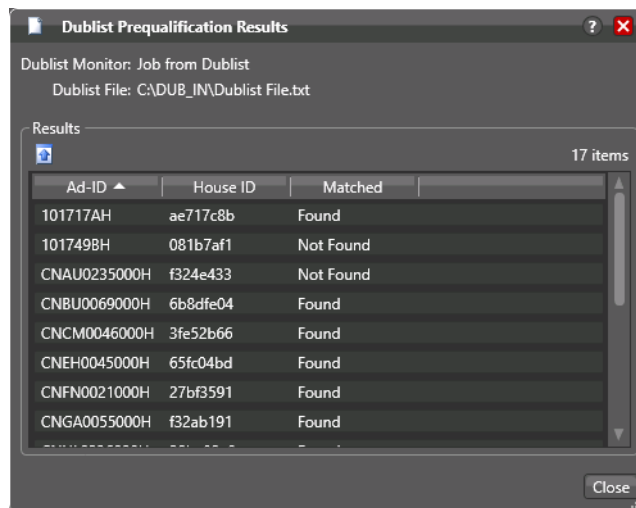 Dublist Prequalification Results ?
Dublist Monitor: Job from Dublist
Dublist File: C:\DUB_IN\Dublist File.txt
Results
17 items
Ad-ID House ID Matched
101717AH ae717c8b Found
101749BH 081b7af1 Not Found
CNAU0235000H f324e433 Not Found
CNBU0069000H 6b8dfe04 Found
CNCM0046000H 3fe52b66 Found
CNEH0045000H 65fc04bd Found
CNFN0021000H 27bf3591 Found
CNGA0055000H f32ab191 Found
Close